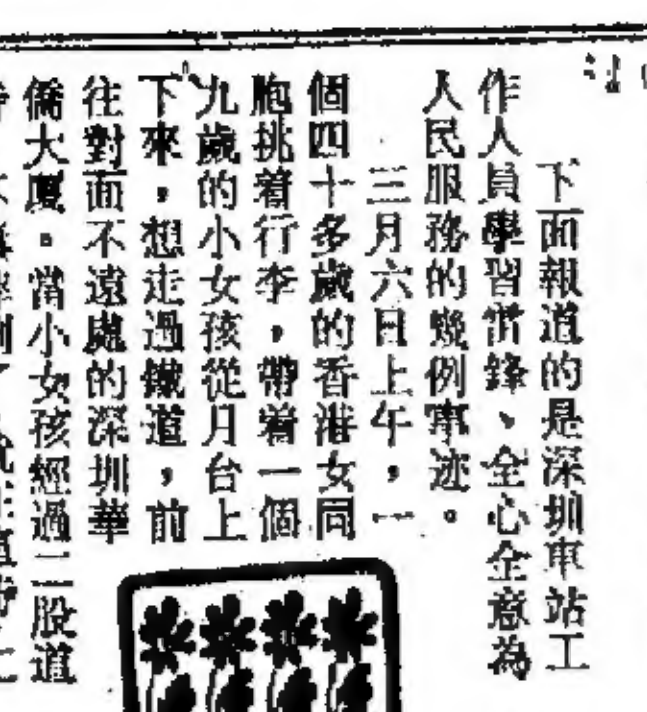 下面報道的是深圳車站工
作人員學習雷鋒、全心全意為
人民服務的幾例事迹。
三月六日上午，一
個四十多歲的香港女同
胞挑着行李，帶着一個
九歲的小女孩從月台上
下來，想走過鐵道，前
往對面不遠處的深圳華
僑大廈。當小女孩經過二股道